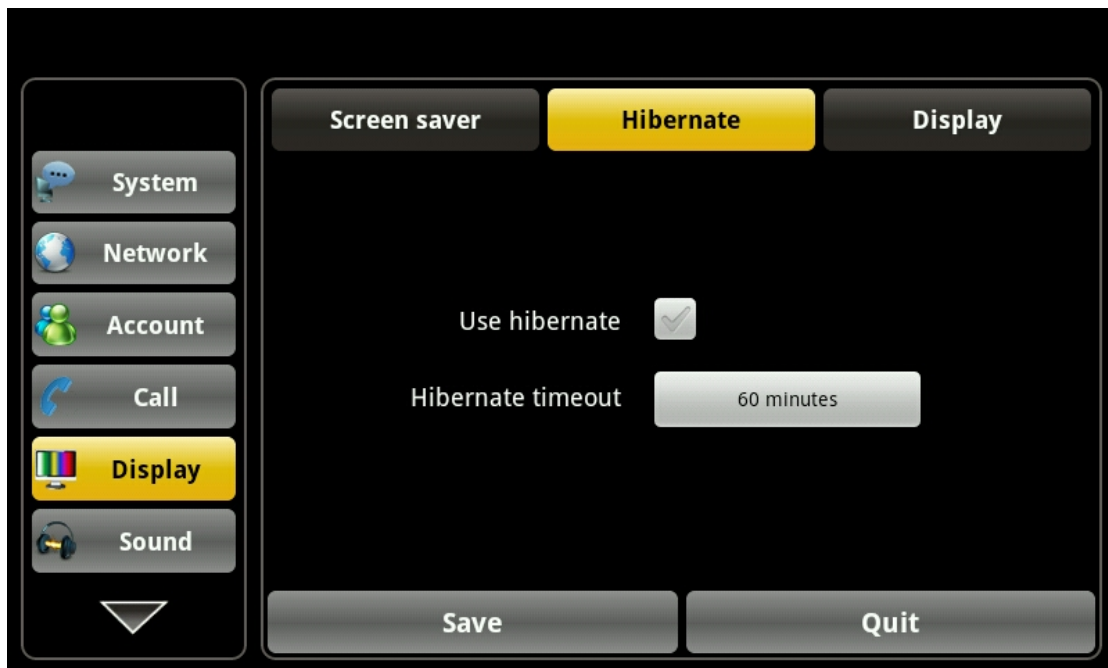 Screen saver
Hibernate
Display
System
Network
Account
Call
Display
Sound
Use hibernate
Hibernate timeout
60 minutes
Save
Quit